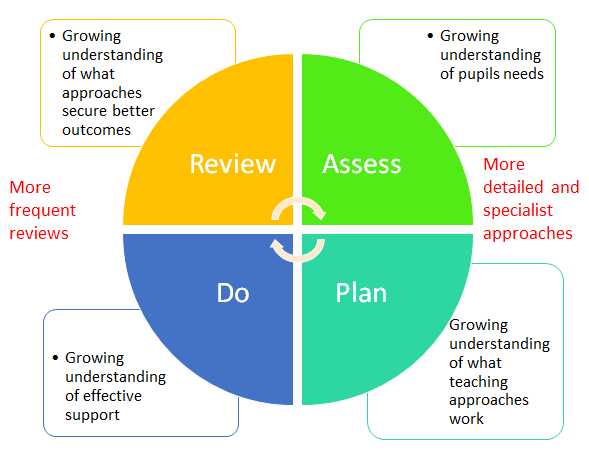 • Growing
understanding
of what
approaches
secure better
outcomes
• Growing
understanding
of pupils needs
Review
Assess
More
frequent
reviews
More
detailed and
specialist
approaches
Do
Plan
• Growing
understanding
of effective
support
Growing
understanding
of what
teaching
approaches
work